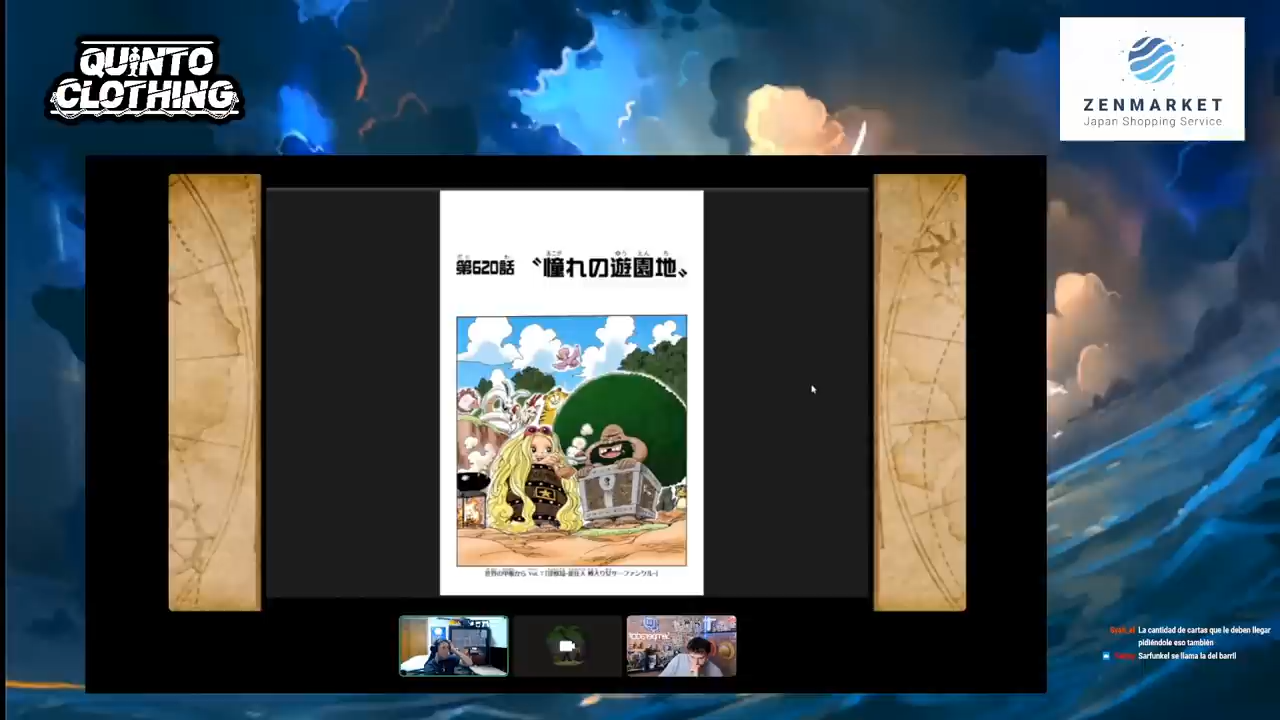 QUINTO
CLOTHING
ZENMARKET
Japan Shopping Service
第620話 〝憧れの遊園地〟
La cantidad de cartas que le deben llegar
pidiéndole eso también
Sarfunkel se llama la del barril